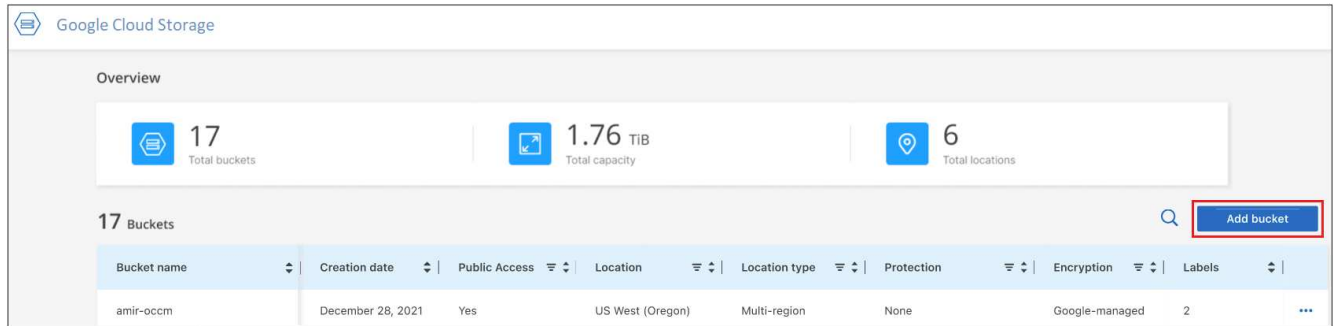 Google Cloud Storage
Overview
17
Total buckets
1.76 TiB
Total capacity
6
Total locations
17 Buckets
Add bucket
Bucket name Creation date Public Access Location Location type Protection Encryption Labels
amir-occm December 28, 2021 Yes US West (Oregon) Multi-region None Google-managed 2